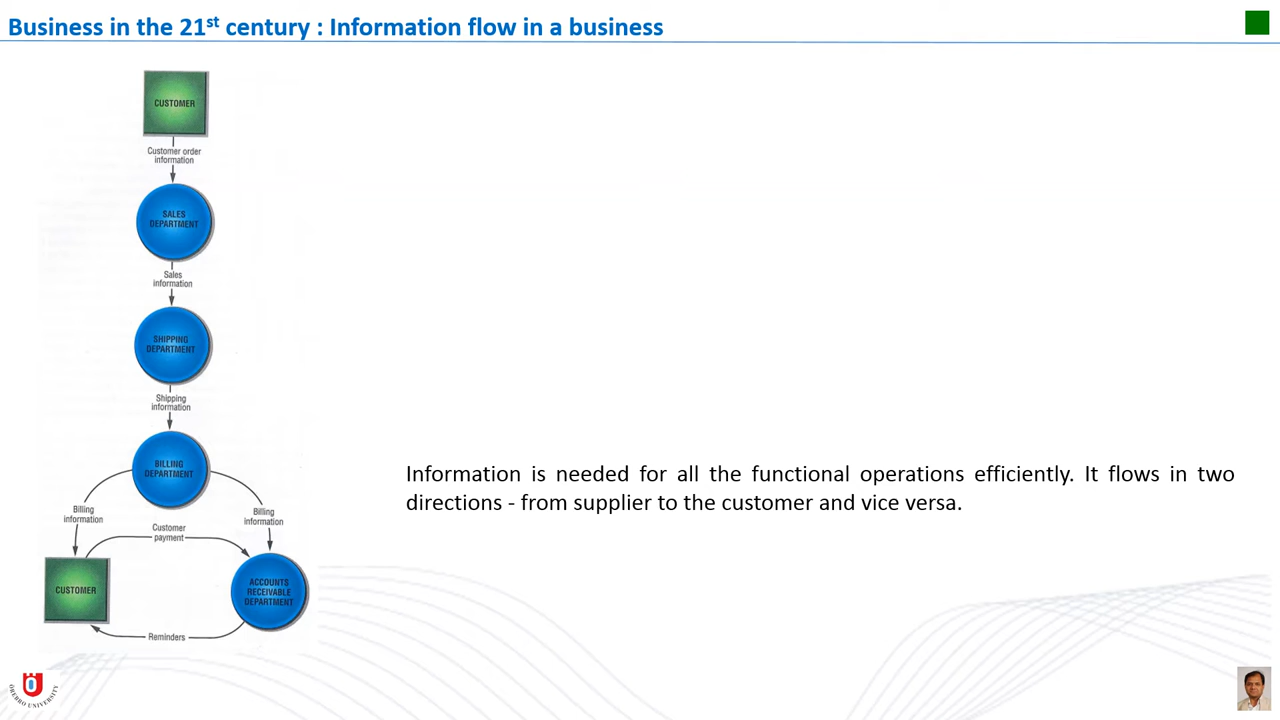 Business in the 21st century : Information flow in a business
CUSTOMER
Customer order
information
SALES
DEPARTMENT
Sales
information
SHIPPING
DEPARTMENT
Shipping
information
BILLING
DEPARTMENT
Billing
information
Billing
information
Customer
payment
CUSTOMER
ACCOUNTS
RECEIVABLE
DEPARTMENT
Reminders
Information is needed for all the functional operations efficiently. It flows in two
directions - from supplier to the customer and vice versa.
ÖREBRO UNIVERSITY